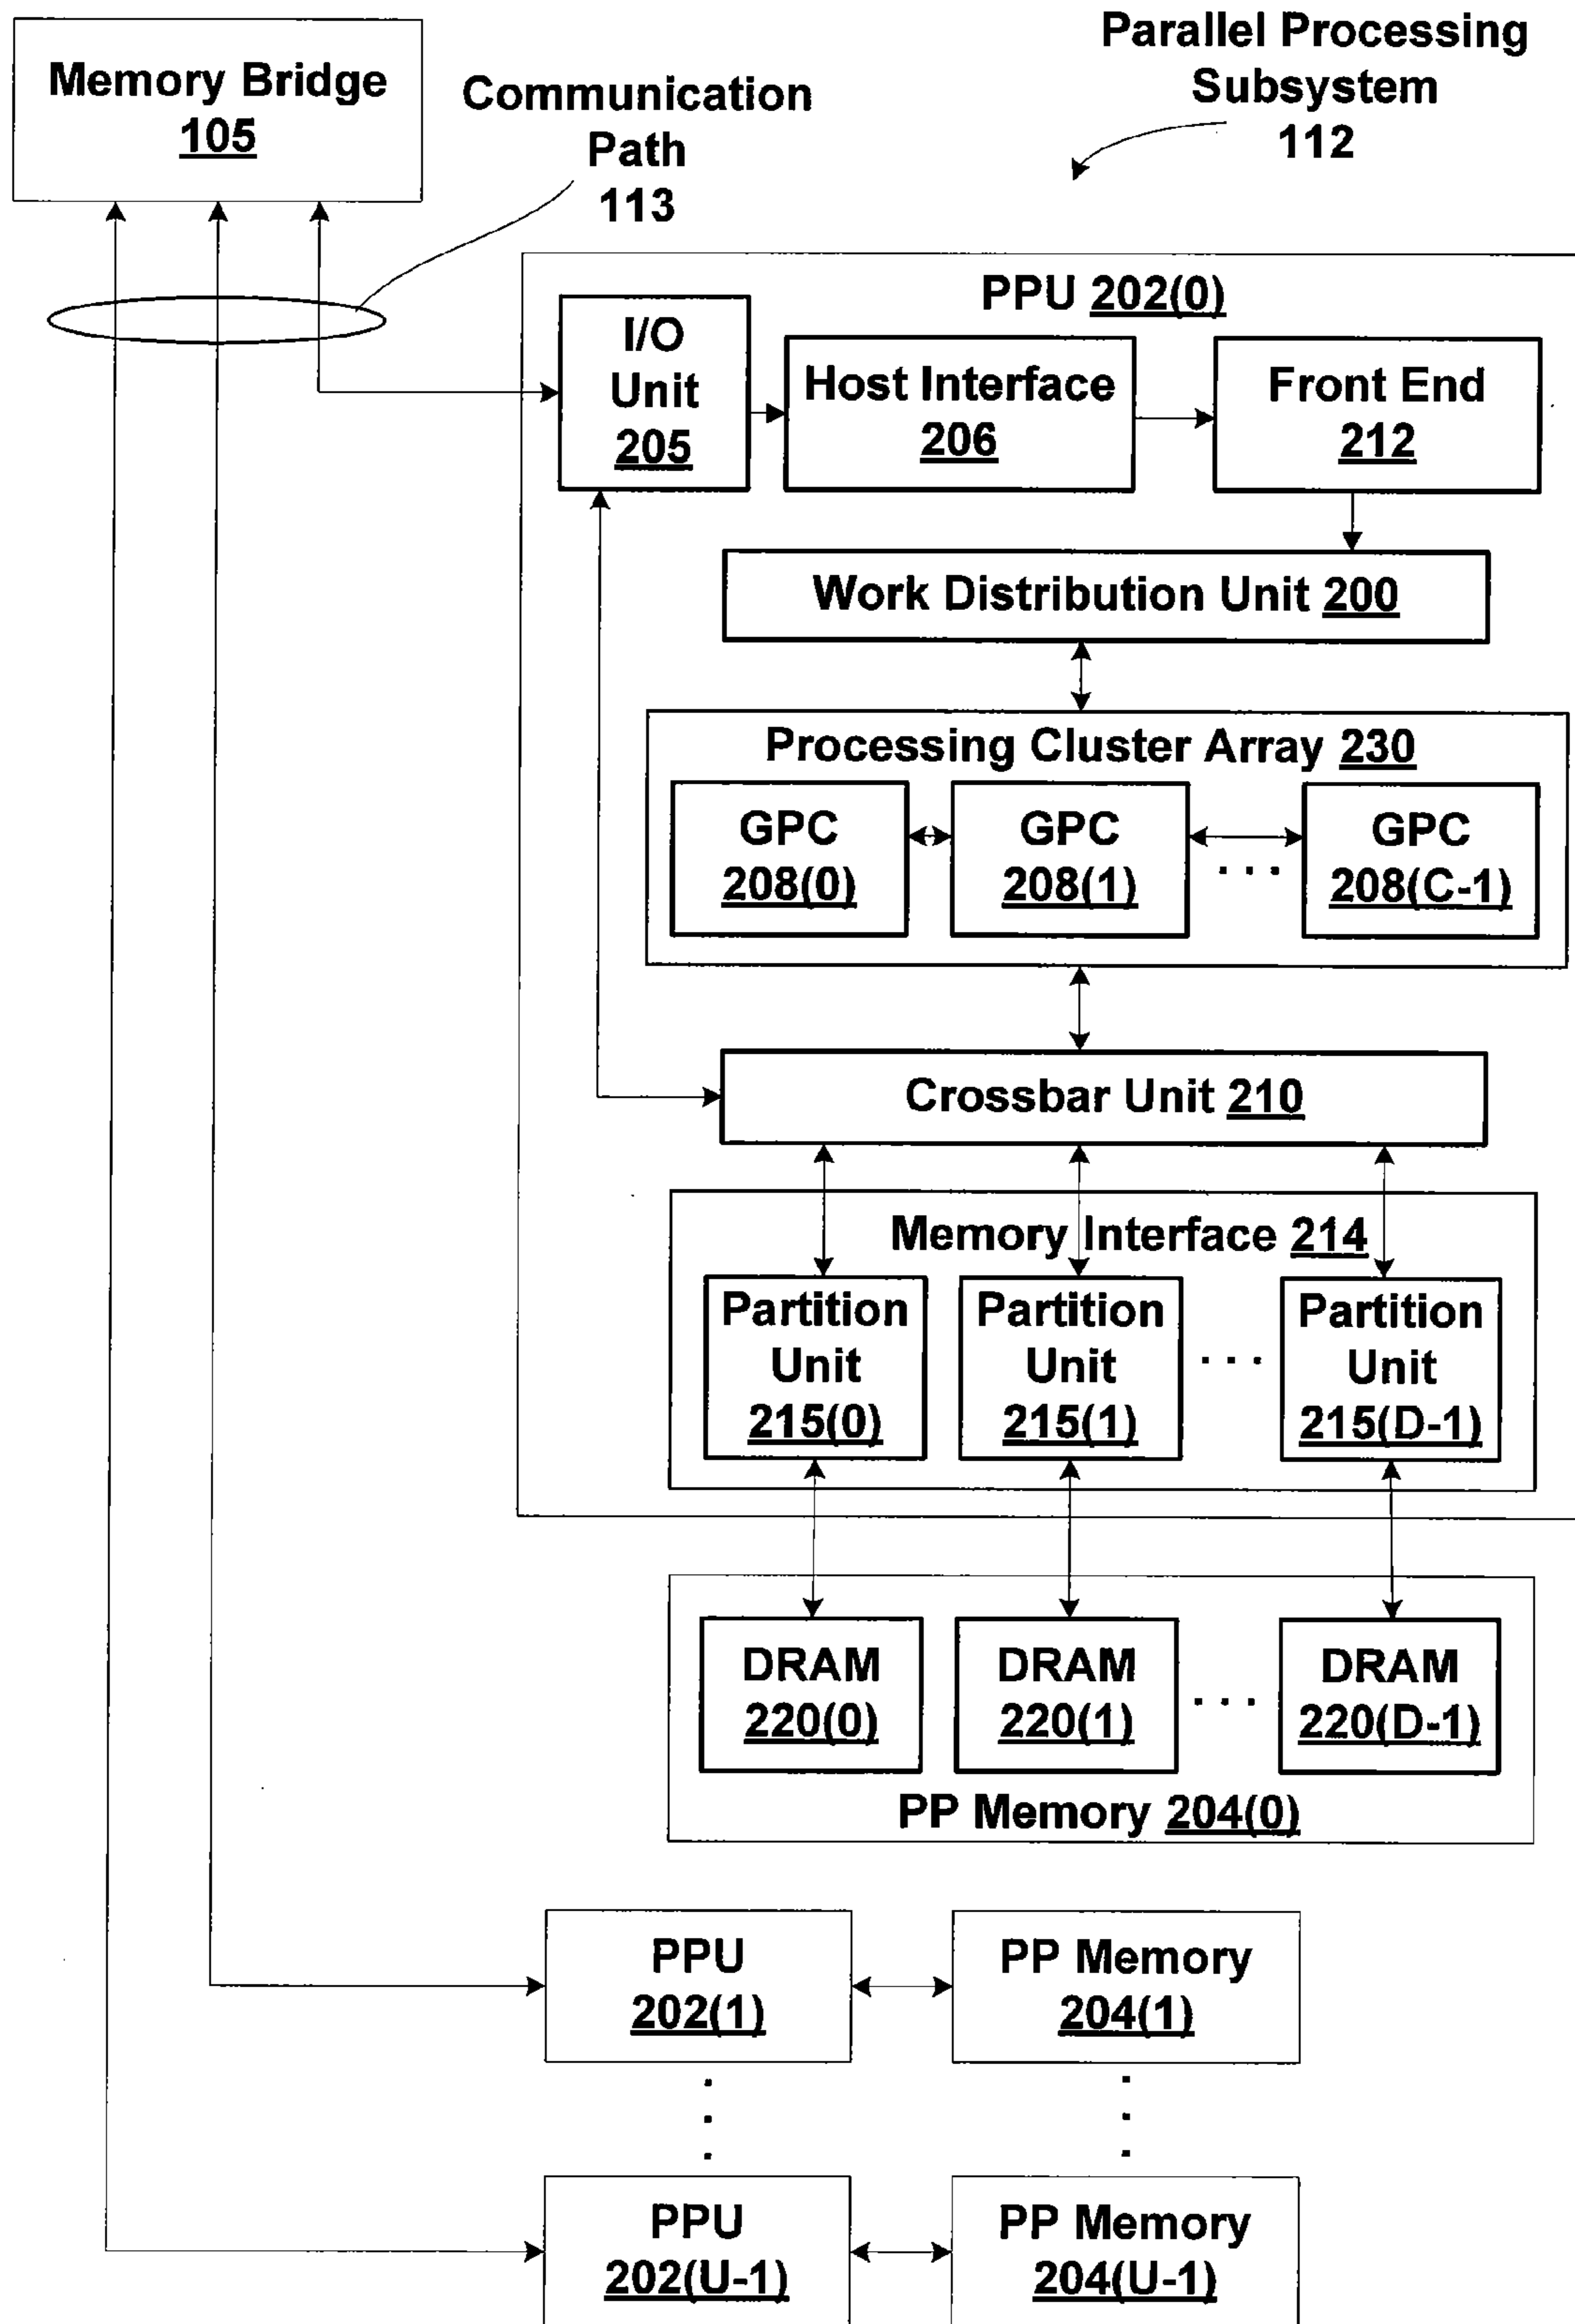 Memory Bridge
105
Communication
Path
113
Parallel Processing
Subsystem
112
PPU 202(0)
I/O
Unit
205
Host Interface
206
Front End
212
Work Distribution Unit 200
Processing Cluster Array 230
GPC
208(0)
GPC
208(1)
. . .
GPC
208(C-1)
Crossbar Unit 210
Memory Interface 214
Partition
Unit
215(0)
Partition
Unit
215(1)
. . .
Partition
Unit
215(D-1)
DRAM
220(0)
DRAM
220(1)
. . .
DRAM
220(D-1)
PP Memory 204(0)
PPU
202(1)
PP Memory
204(1)
PPU
202(U-1)
PP Memory
204(U-1)